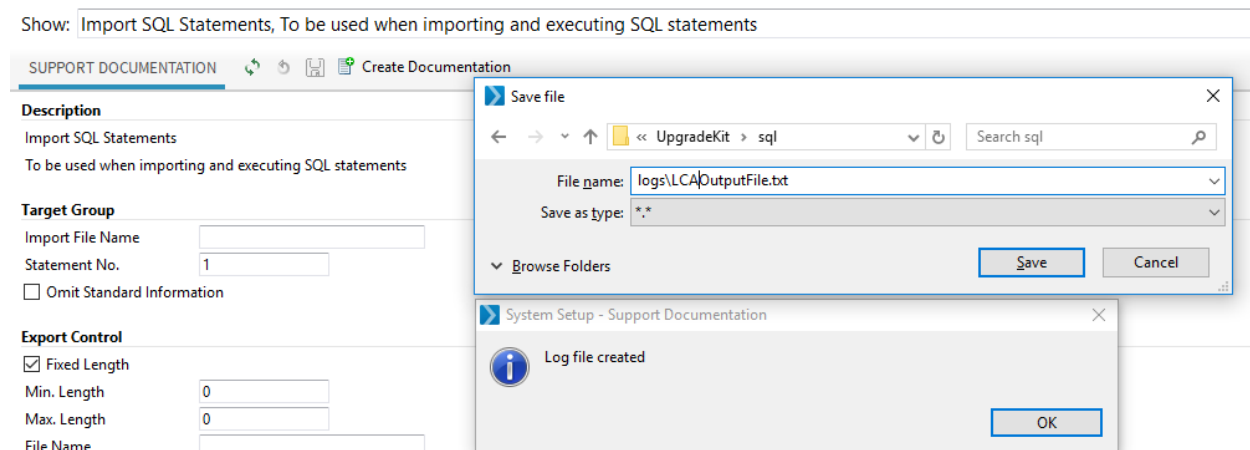 Show: Import SQL Statements, To be used when importing and executing SQL statements
SUPPORT DOCUMENTATION Create Documentation
Description
Import SQL Statements
To be used when importing and executing SQL statements
Target Group
Import File Name
Statement No. 1
Omit Standard Information
Export Control
Fixed Length
Min. Length 0
Max. Length 0
File Name
Save file
« UpgradeKit > sql Search sql
File name: logs\LCAOutputFile.txt
Save as type: *.*
Browse Folders Save Cancel
System Setup - Support Documentation
Log file created
OK